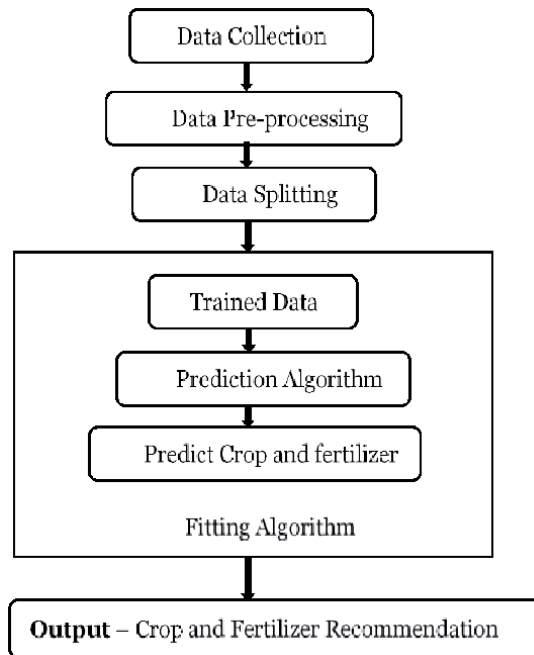 Data Collection
Data Pre-processing
Data Splitting
Trained Data
Prediction Algorithm
Predict Crop and fertilizer
Fitting Algorithm
Output – Crop and Fertilizer Recommendation